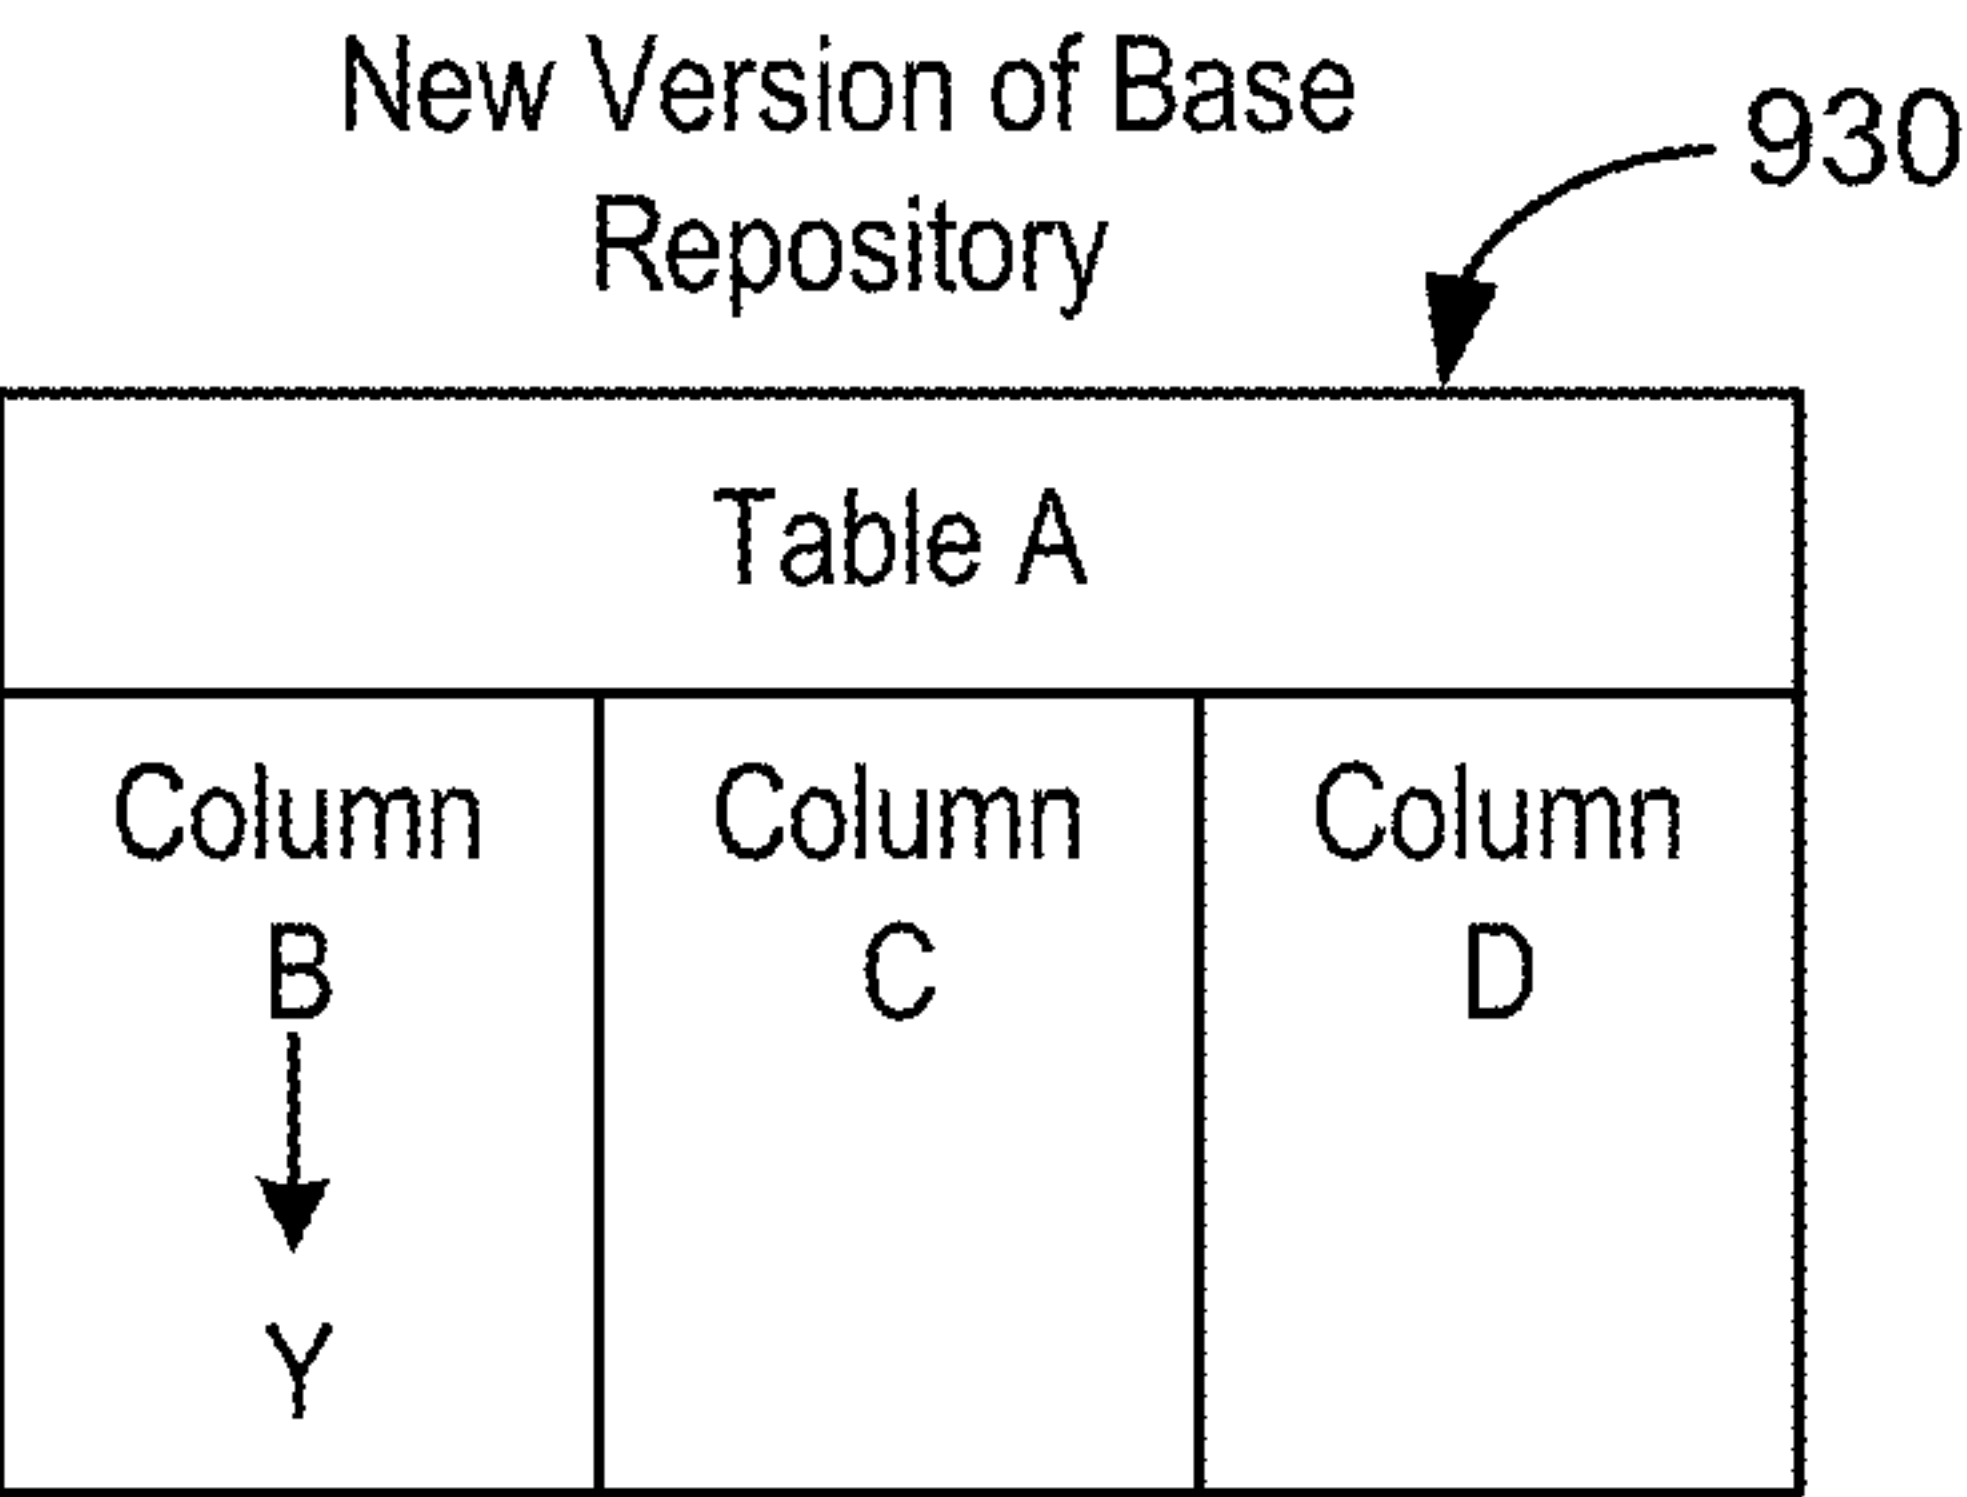 New Version of Base
Repository
930
Table A
Column
B
Y
Column
C
Column
D